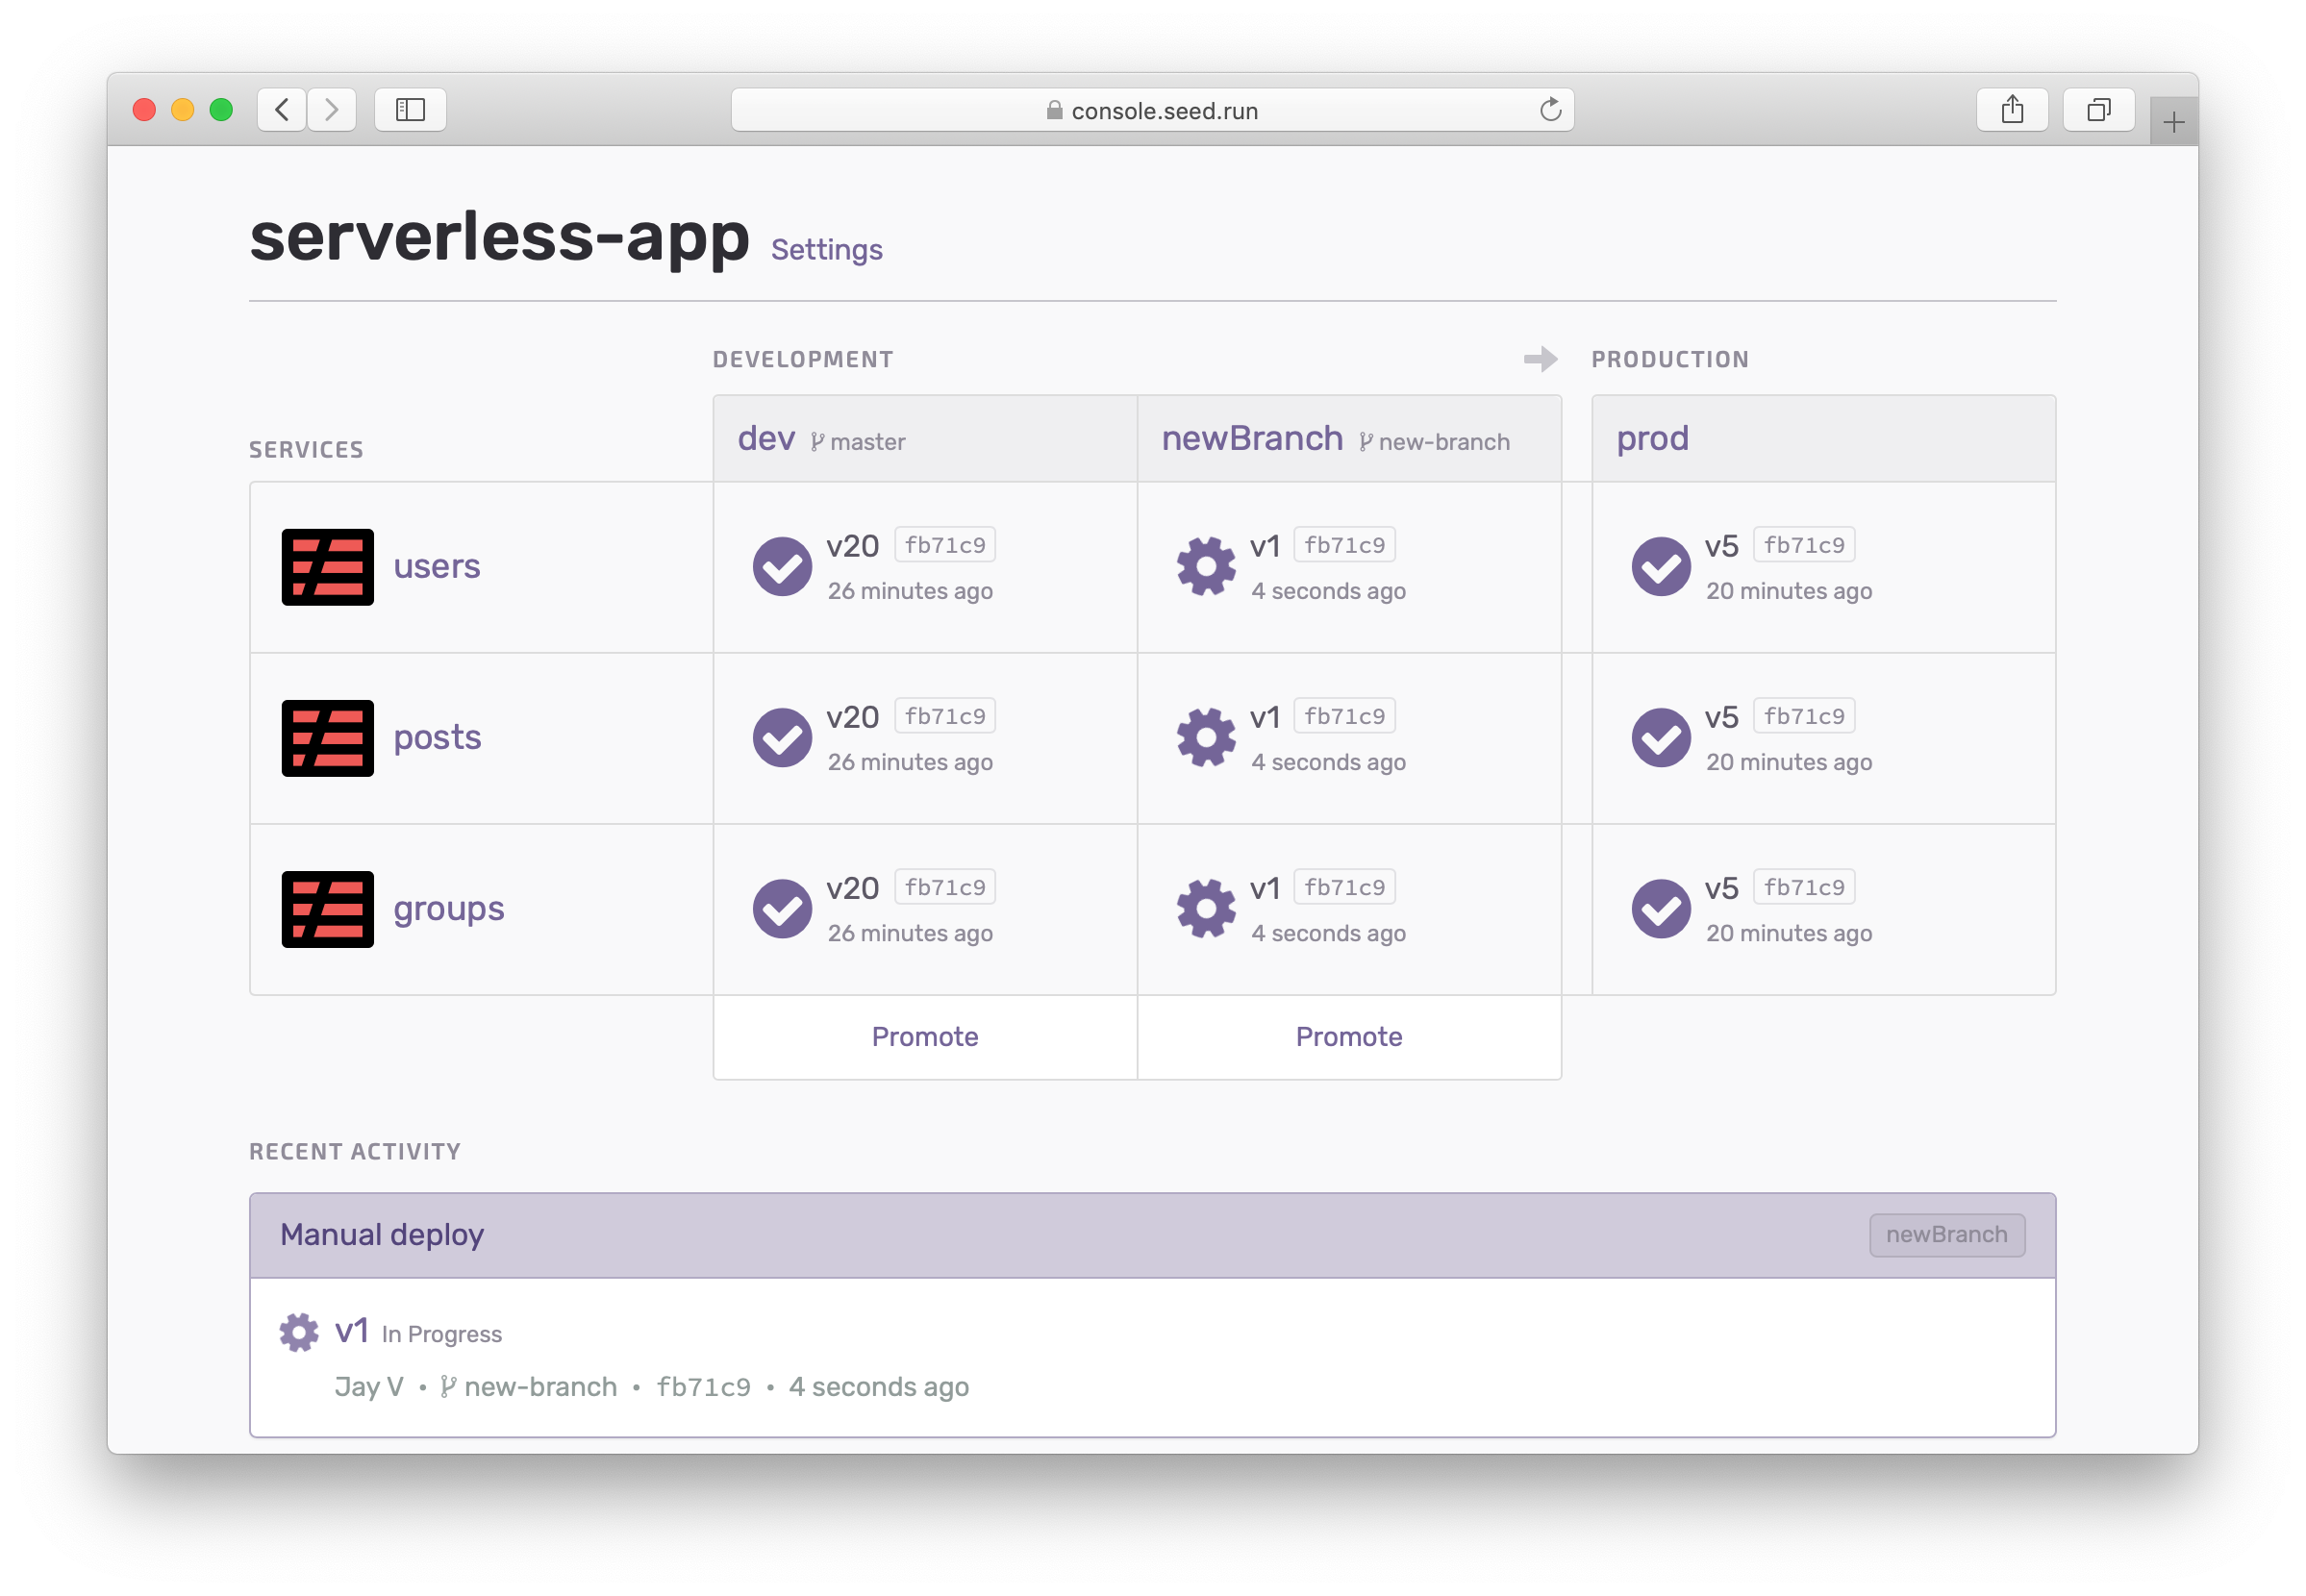 console.seed.run
serverless-app Settings
DEVELOPMENT PRODUCTION
SERVICES dev master newBranch new-branch prod
users v20 fb71c9 v1 fb71c9 v5 fb71c9
26 minutes ago 4 seconds ago 20 minutes ago
posts v20 fb71c9 v1 fb71c9 v5 fb71c9
26 minutes ago 4 seconds ago 20 minutes ago
groups v20 fb71c9 v1 fb71c9 v5 fb71c9
26 minutes ago 4 seconds ago 20 minutes ago
Promote Promote
RECENT ACTIVITY
Manual deploy newBranch
v1 In Progress
Jay V • new-branch • fb71c9 • 4 seconds ago